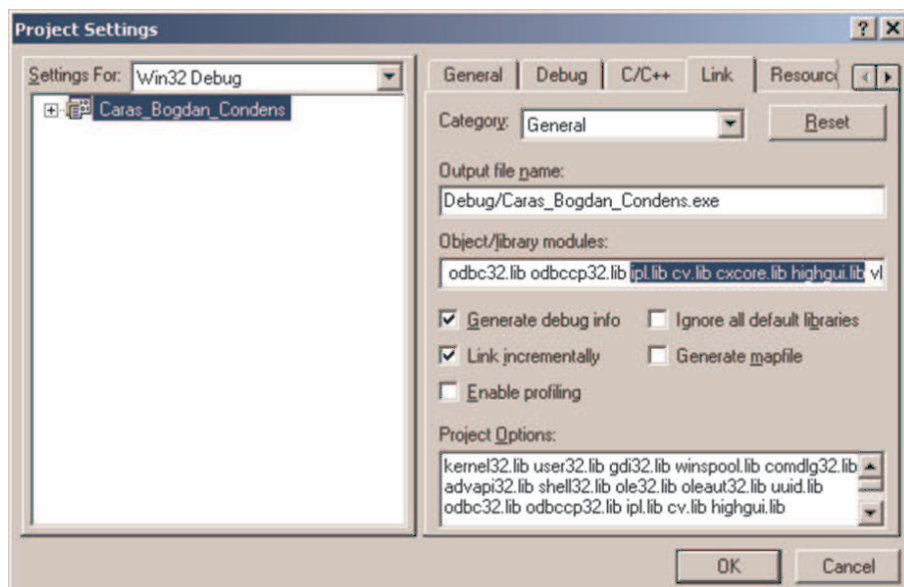 Project Settings
Settings For: Win32 Debug
Caras_Bogdan_Condens
General Debug C/C++ Link
Category: General Reset
Output file name:
Debug/Caras_Bogdan_Condens.exe
Object/library modules:
odbc32.lib odbccp32.lib ipl.lib cv.lib cxcore.lib highgui.lib
Generate debug info Ignore all default libraries
Link incrementally Generate mapfile
Enable profiling
Project Options:
kernel32.lib user32.lib gdi32.lib winspool.lib comdlg32.lib
advapi32.lib shell32.lib ole32.lib oleaut32.lib uuid.lib
odbc32.lib odbccp32.lib ipl.lib cv.lib highgui.lib
OK Cancel